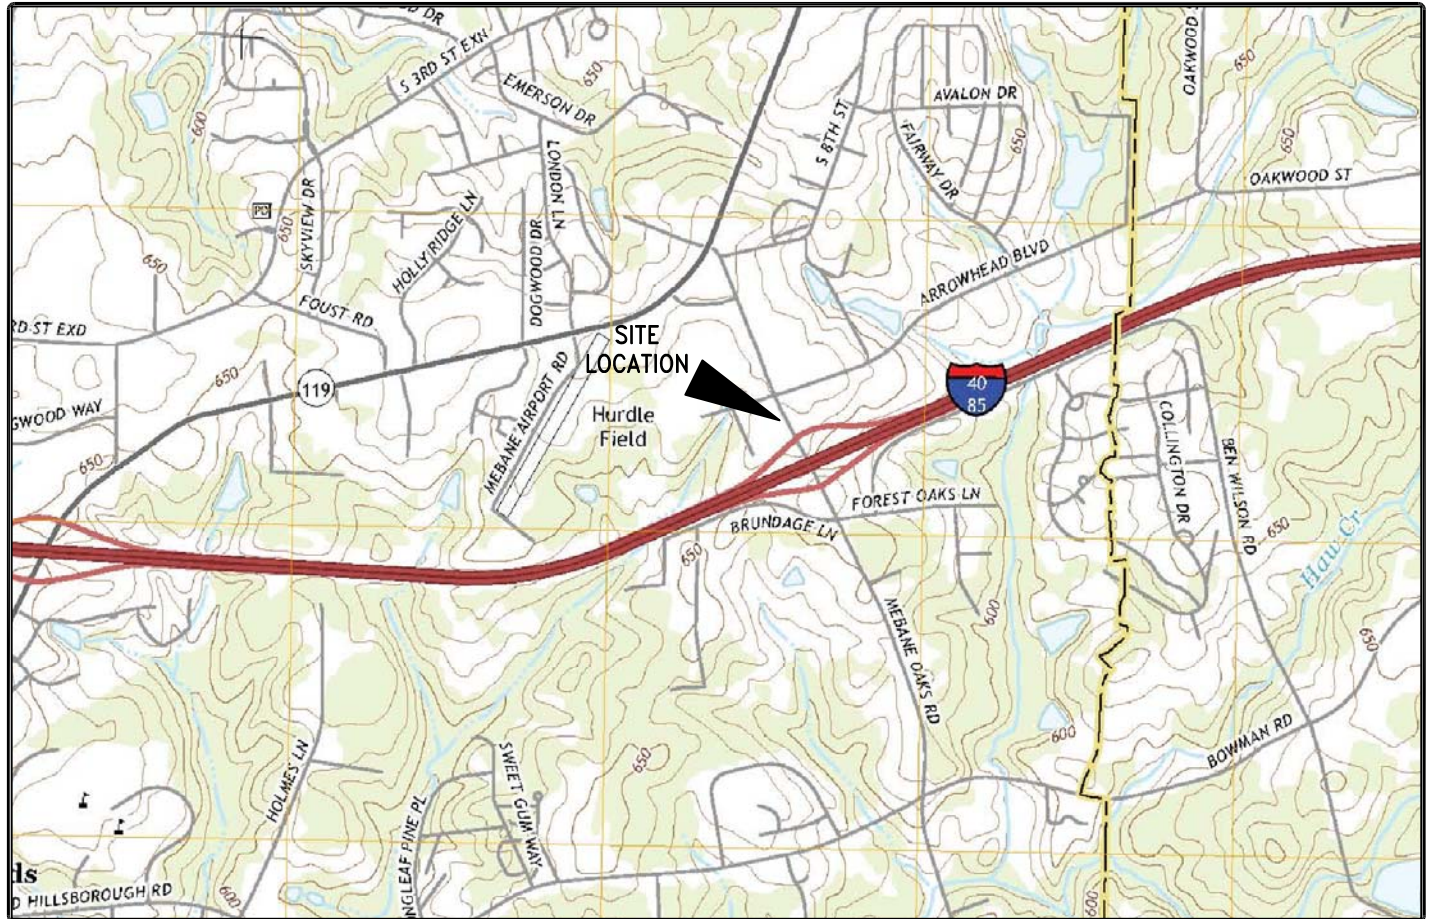 OD DR
S 3RD ST EXN
EMERSON DR
650
600
AVALON DR
S 8TH ST
FAIRWAY DR
650
OAKWOOD
650
650
OAKWOOD ST
PD
650
SKYVIEW DR
HOLLY RIDGE LN
LONDON LN
DOGWOOD DR
650
FOUST RD
ARROWHEAD BLVD
RD ST EXD
SITE
LOCATION
650
119
MEBANE AIRPORT RD
Hurdle
Field
40
85
GWOOD WAY
650
COLLINGTON DR
BEN WILSON RD
FOREST OAKS LN
BRUNDAGE LN
650
650
Haw Cr
600
MEBANE OAKS RD
650
600
BOWMAN RD
650
HOLMES LN
SWEET GUM WAY
NGLEAF PINE PL
ds
D HILLSBOROUGH RD
600
600